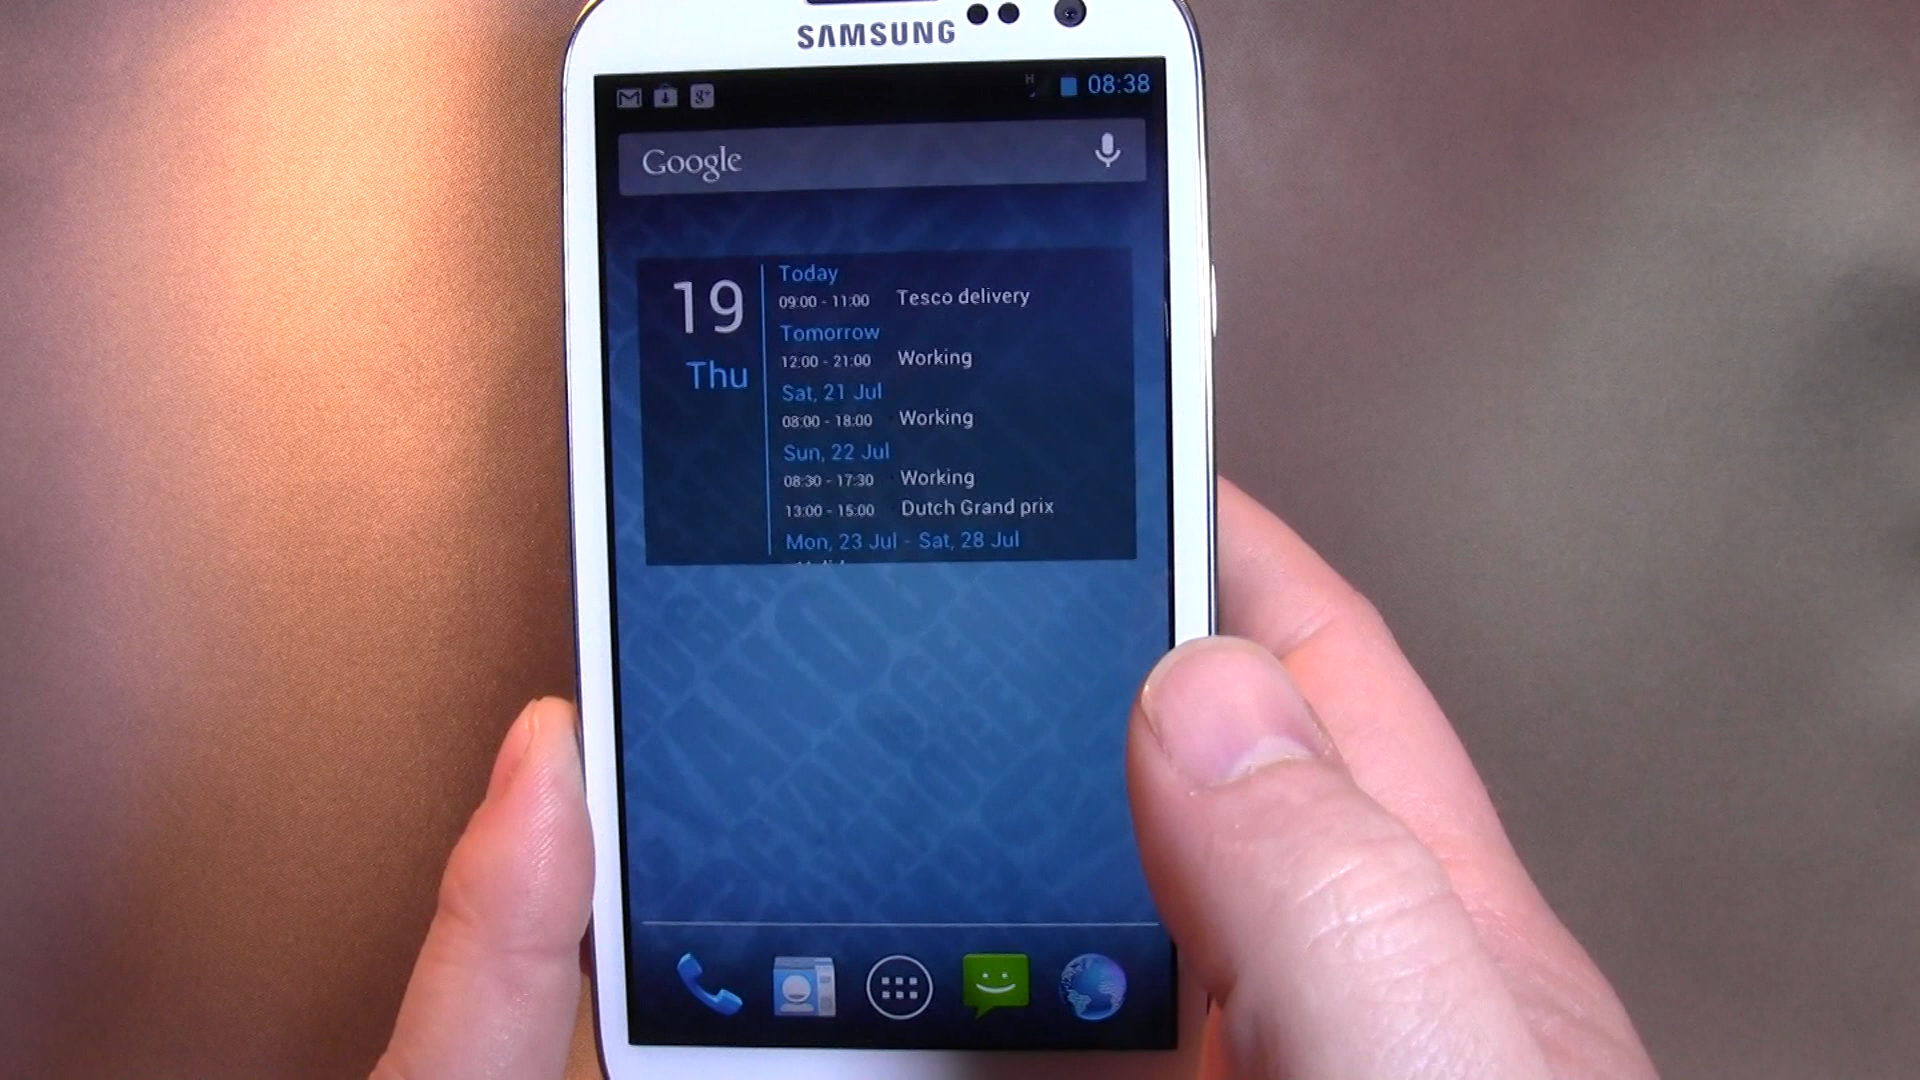 SAMSUNG
g+
H
08:38
Google
19
Thu
Today
09:00 - 11:00 Tesco delivery
Tomorrow
12:00 - 21:00 Working
Sat, 21 Jul
08:00 - 18:00 Working
Sun, 22 Jul
08:30 - 17:30 Working
13:00 - 15:00 Dutch Grand prix
Mon, 23 Jul - Sat, 28 Jul